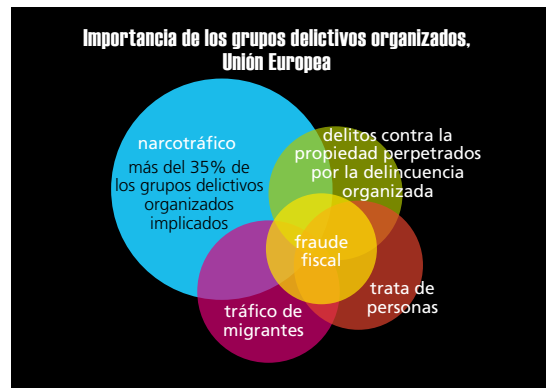 Importancia de los grupos delictivos organizados,
Unión Europea
narcotráfico
más del 35% de
los grupos delictivos
organizados
implicados
delitos contra la
propiedad perpetrados
por la delincuencia
organizada
fraude
fiscal
trata de
personas
tráfico de
migrantes